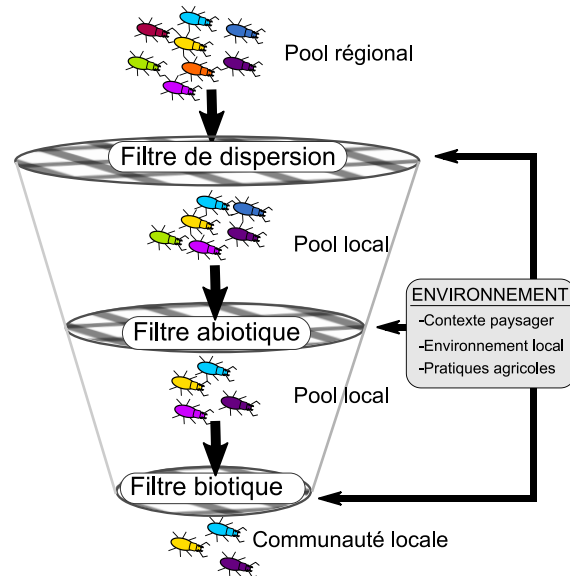 Pool régional
Filtre de dispersion
Pool local
ENVIRONNEMENT
-Contexte paysager
-Environnement local
-Pratiques agricoles
Filtre abiotique
Pool local
Filtre biotique
Communauté locale